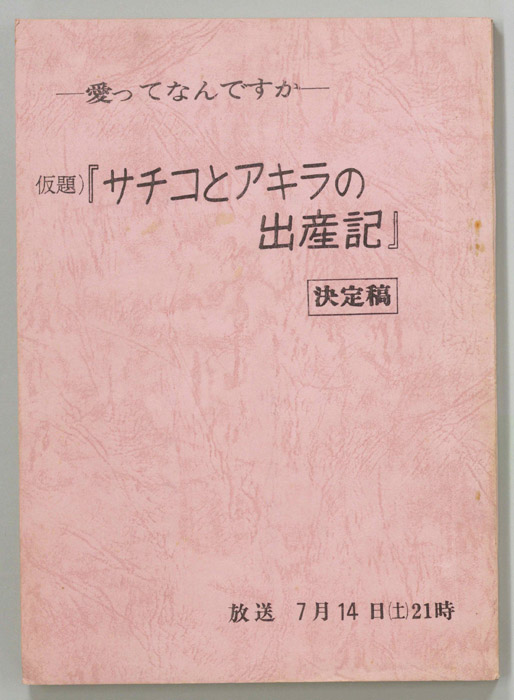 ―愛ってなんですか―
仮題)『サチコとアキラの
出産記』
決定稿
放送 7月14日(土)21時